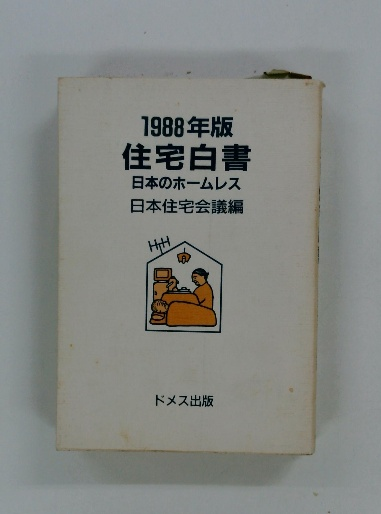 1988年版
住宅白書
日本のホームレス
日本住宅会議編
ドメス出版